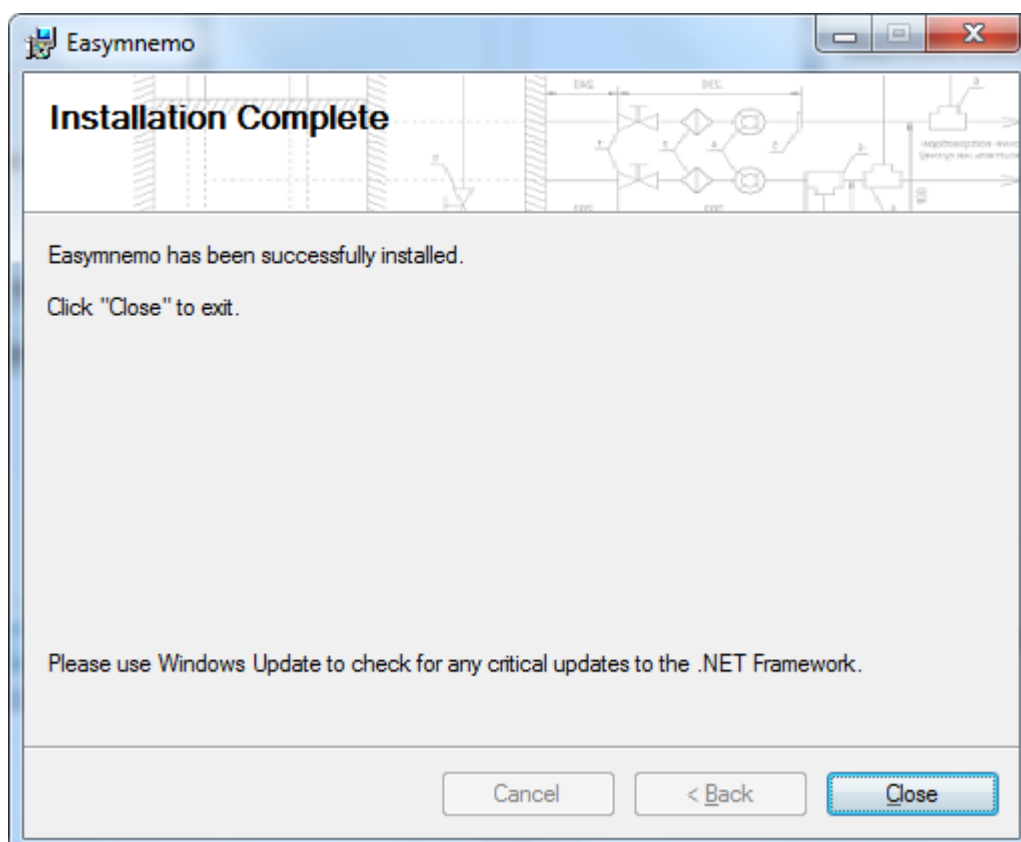 Easymnemo
Installation Complete
Easymnemo has been successfully installed.
Click "Close" to exit.
Please use Windows Update to check for any critical updates to the .NET Framework.
Cancel
< Back
Close